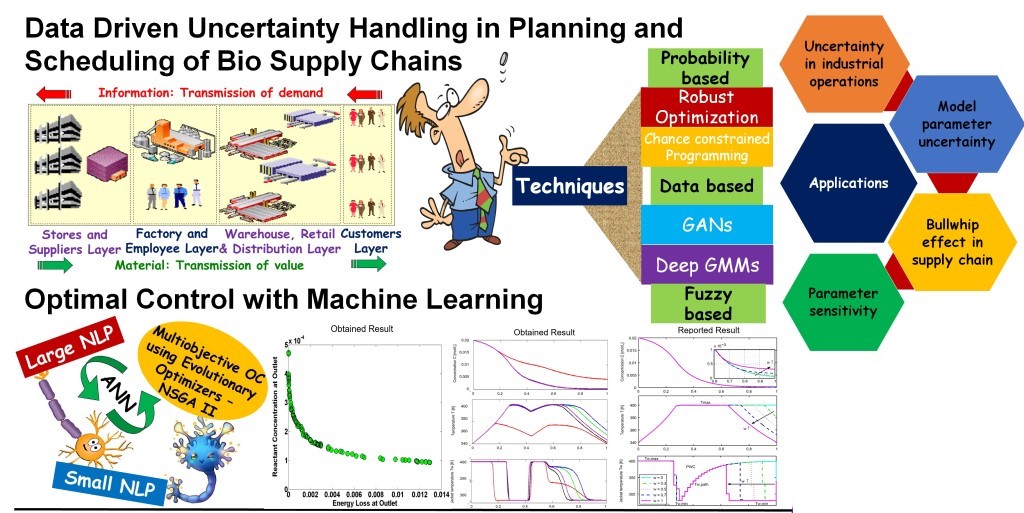 Data Driven Uncertainty Handling in Planning and
Scheduling of Bio Supply Chains
Information: Transmission of demand
Stores and
Suppliers Layer
Factory and
Employee Layer
Warehouse, Retail
& Distribution Layer
Customers
Layer
Material: Transmission of value
Techniques
Probability
based
Robust
Optimization
Chance constrained
Programming
Data based
GANs
Deep GMMs
Fuzzy
based
Uncertainty
in industrial
operations
Model
parameter
uncertainty
Applications
Bullwhip
effect in
supply chain
Parameter
sensitivity
Optimal Control with Machine Learning
Large NLP
ANN
Small NLP
Multiobjective OC
using Evolutionary
Optimizers -
NSGA II
Obtained Result
Reactant Concentration at Outlet
0 0.002 0.004 0.006 0.008 0.01 0.012 0.014
Energy Loss at Outlet
Obtained Result
Reported Result